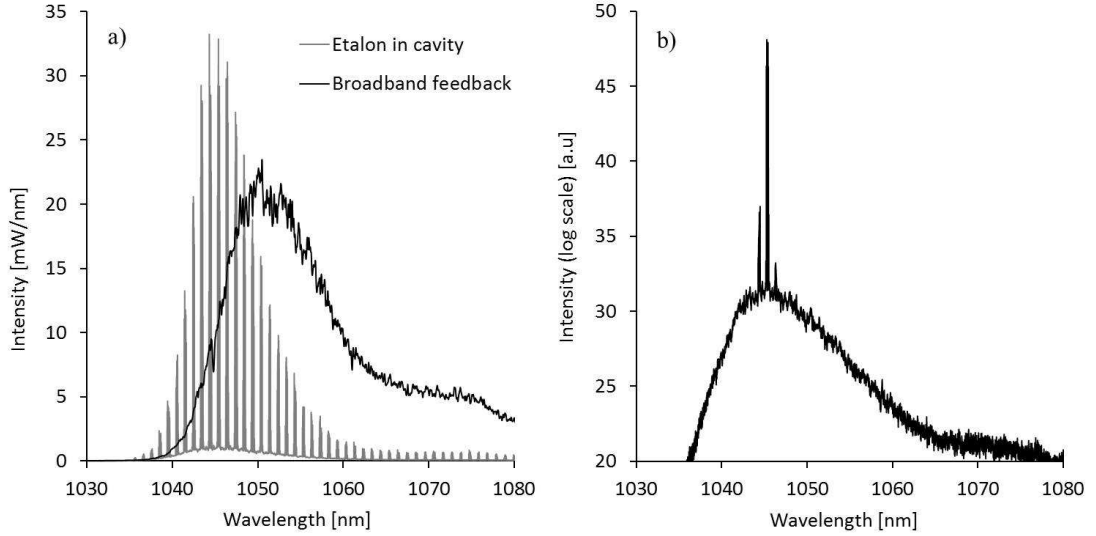 a)
Etalon in cavity
Broadband feedback
Intensity [mW/nm]
35
30
25
20
15
10
5
0
1030 1040 1050 1060 1070 1080
Wavelength [nm]
b)
Intensity (log scale) [a.u]
50
45
40
35
30
25
20
1030 1040 1050 1060 1070 1080
Wavelength [nm]